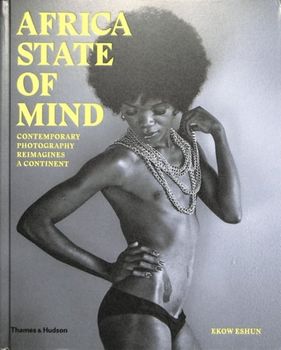 AFRICA
STATE
OF
MIND
CONTEMPORARY
PHOTOGRAPHY
REIMAGINES
A CONTINENT
Thames & Hudson
EKOW ESHUN